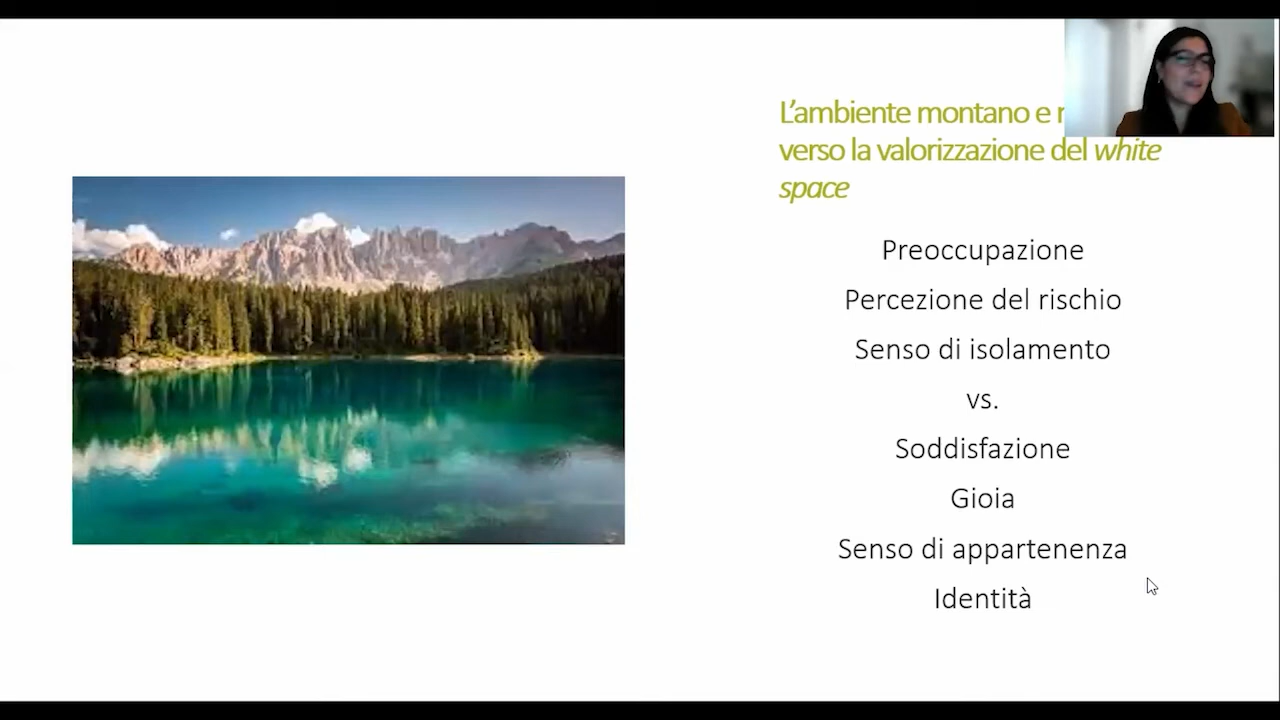 L'ambiente montano e
verso la valorizzazione del white
space
Preoccupazione
Percezione del rischio
Senso di isolamento
vs.
Soddisfazione
Gioia
Senso di appartenenza
Identità